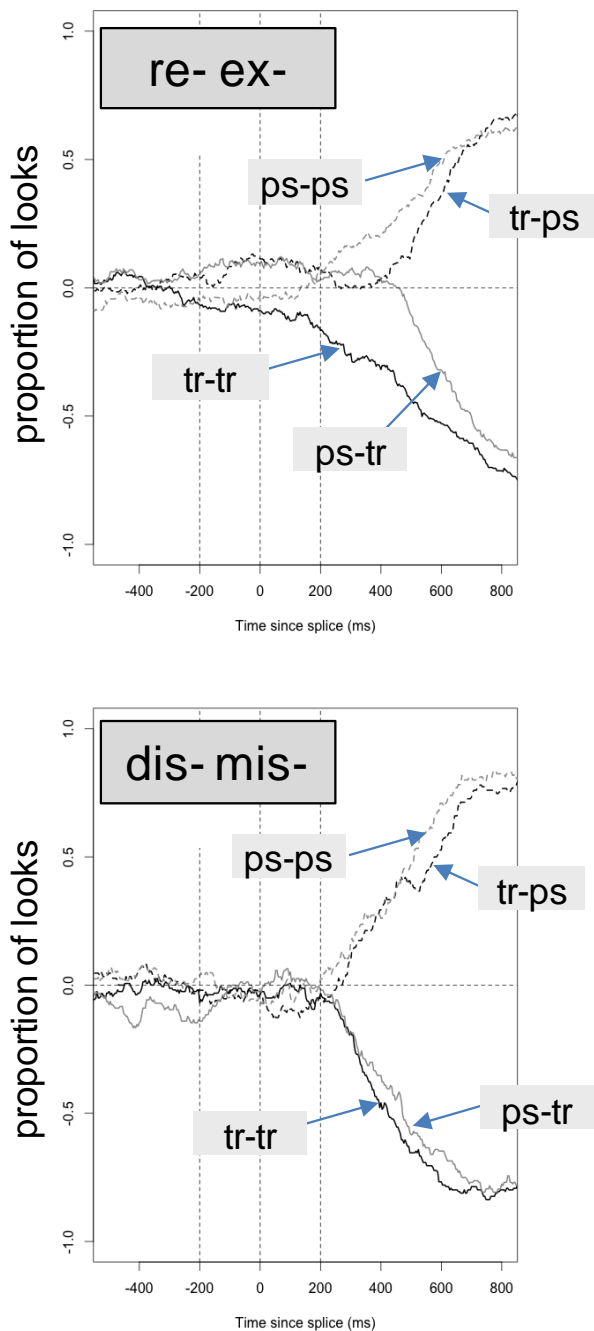 re- ex-
proportion of looks
1.0
0.5
0.0
-0.5
-1.0
ps-ps
tr-ps
tr-tr
ps-tr
-400 -200 0 200 400 600 800
Time since splice (ms)
dis- mis-
proportion of looks
1.0
0.5
0.0
-0.5
-1.0
ps-ps
tr-ps
ps-tr
tr-tr
-400 -200 0 200 400 600 800
Time since splice (ms)